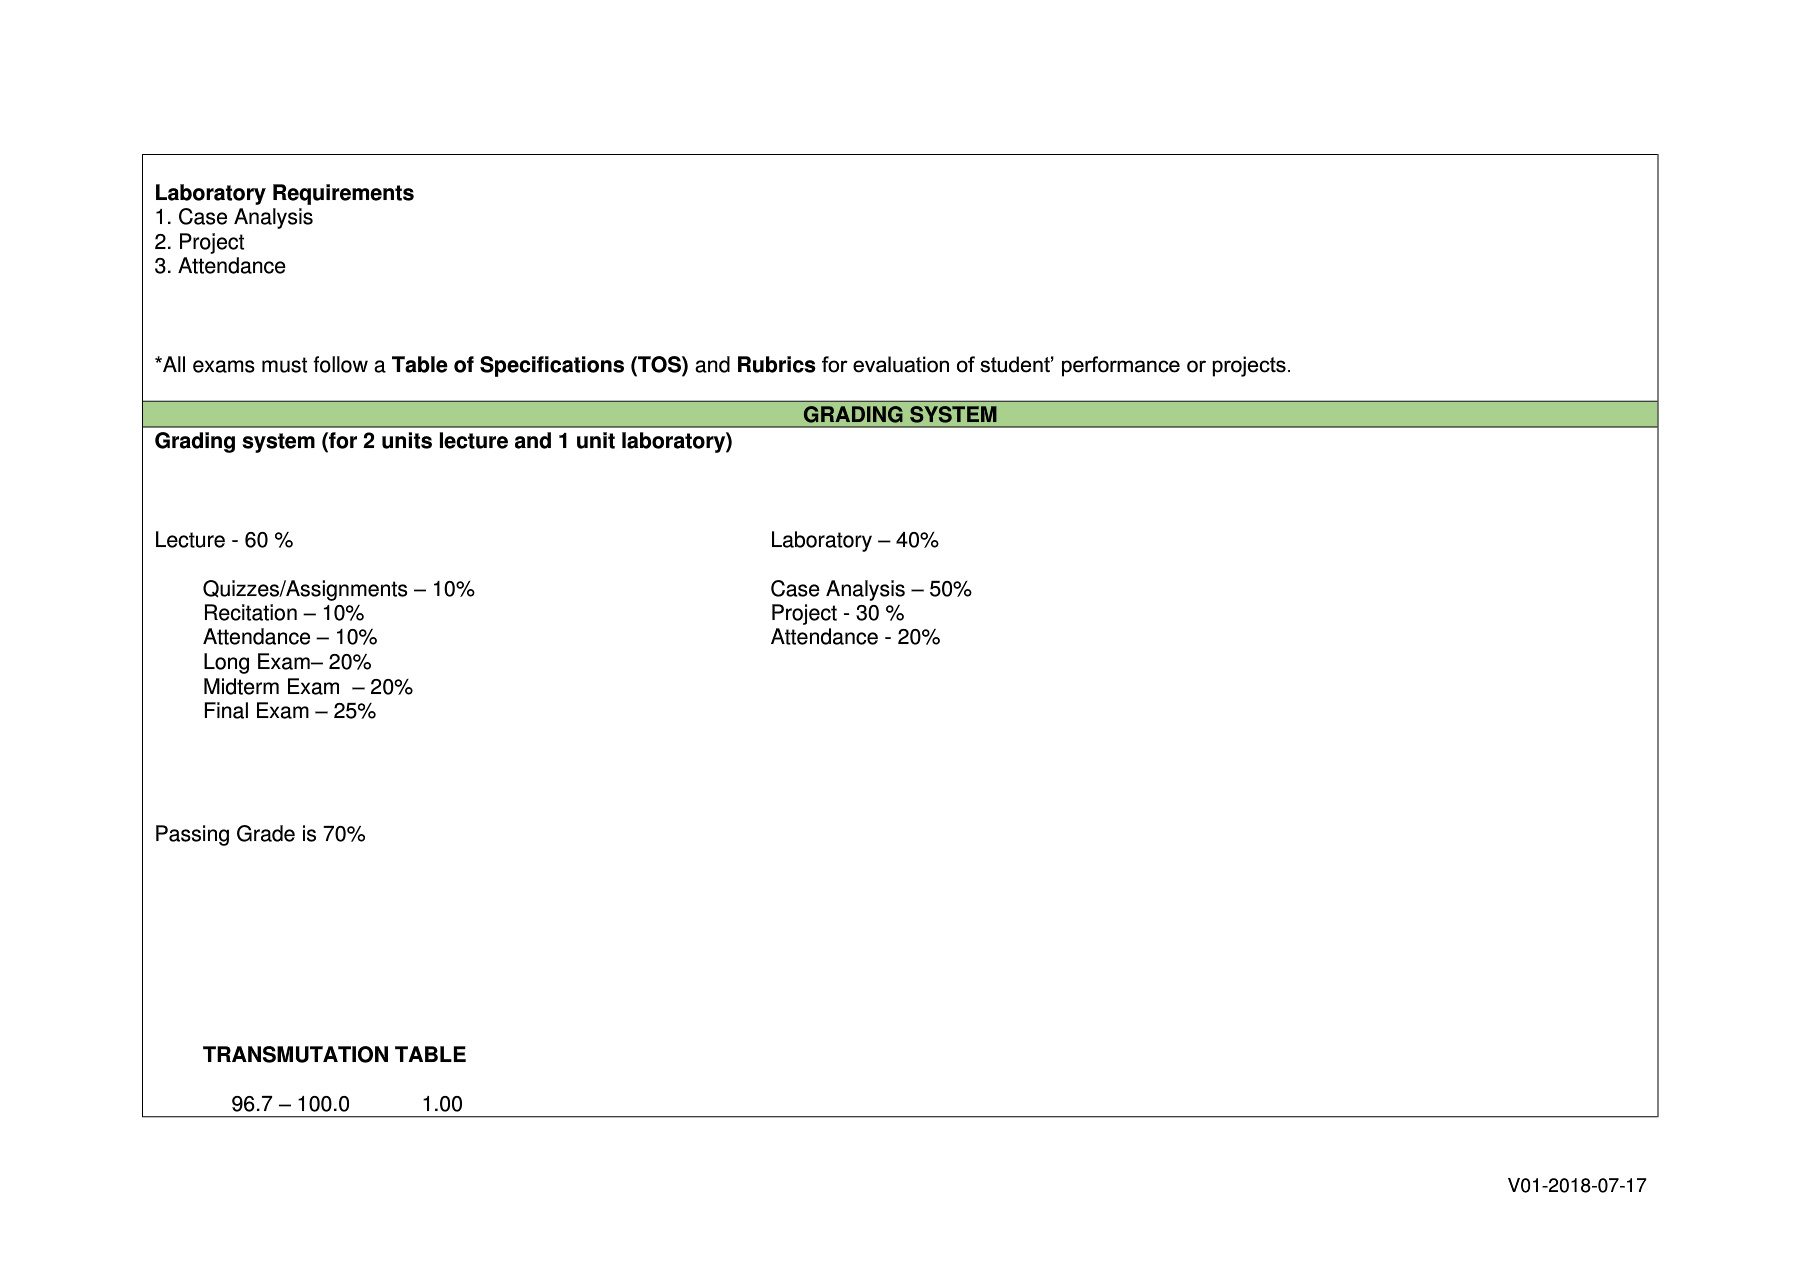 Laboratory Requirements
1. Case Analysis
2. Project
3. Attendance
*All exams must follow a Table of Specifications (TOS) and Rubrics for evaluation of student’ performance or projects.
GRADING SYSTEM
Grading system (for 2 units lecture and 1 unit laboratory)
Lecture - 60 %
Quizzes/Assignments – 10%
Recitation – 10%
Attendance – 10%
Long Exam– 20%
Midterm Exam  – 20%
Final Exam – 25%
Laboratory – 40%
Case Analysis – 50%
Project - 30 %
Attendance - 20%
Passing Grade is 70%
TRANSMUTATION TABLE
96.7 – 100.0 1.00
V01-2018-07-17